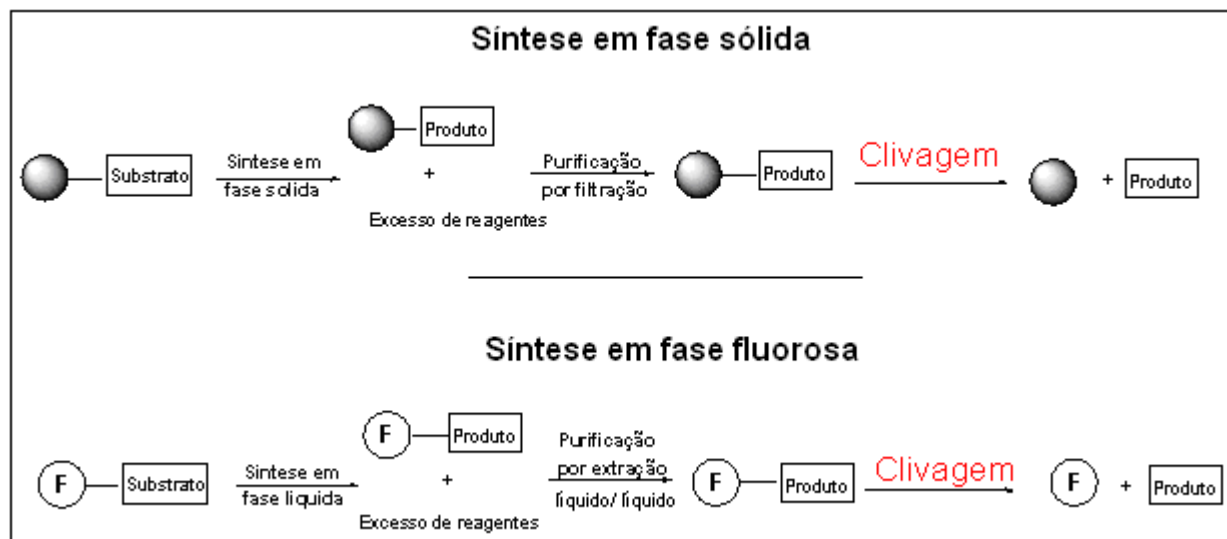 Síntese em fase sólida
Substrato
Sintese em
fase solida
Produto
+
Excesso de reagentes
Purificação
por filtração
Produto
Clivagem
+
Produto
Síntese em fase fluorosa
F
Substrato
Sintese em
fase liquida
F
Produto
+
Excesso de reagentes
Purificação
por extração
líquido/ líquido
F
Produto
Clivagem
F
+
Produto